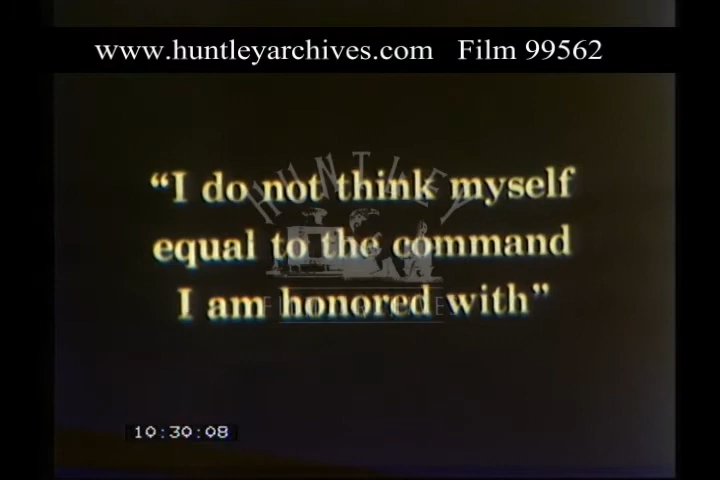 www.huntleyarchives.com Film 99562
HUNTLEY
“I do not think myself
equal to the command
I am honored with”
10:30:08